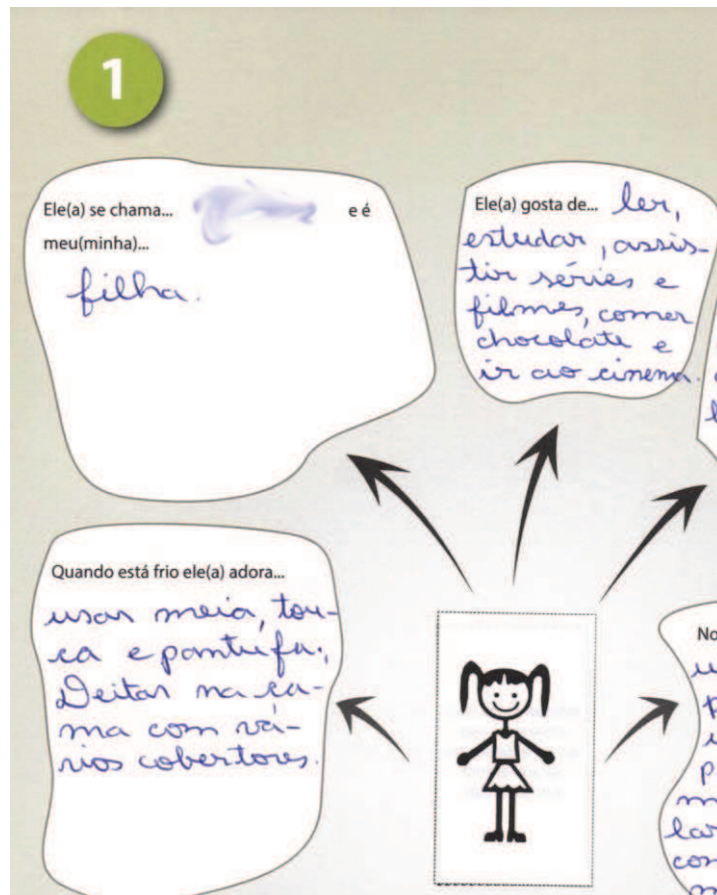 1
Ele(a) se chama... e é
meu(minha)...
filha.
Ele(a) gosta de... ler,
estudar, assis-
tir séries e
filmes, comer
chocolate e
ir ao cinema.
Quando está frio ele(a) adora...
usar meia, tou-
ca e pantufa.
Deitar na ca-
ma com vá-
rios cobertores.
No